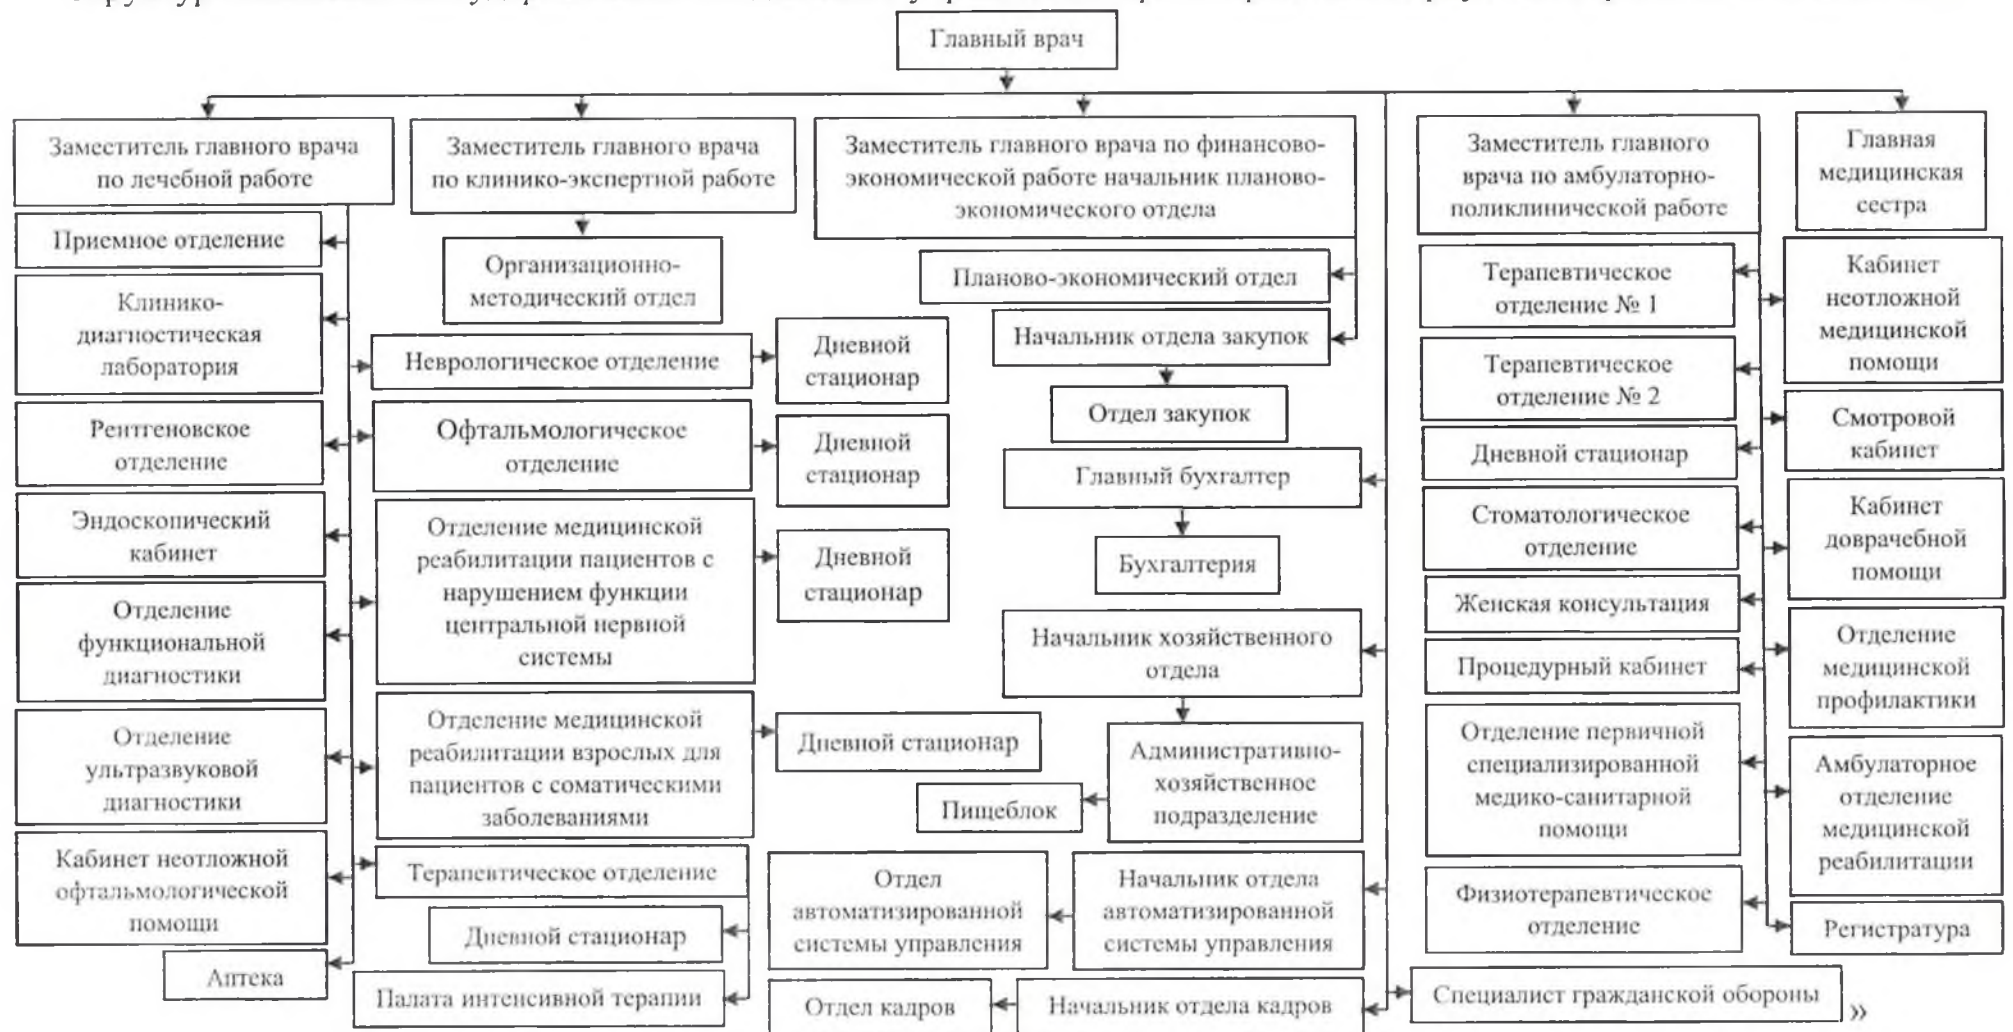 Главный врач
Заместитель главного врача
по лечебной работе
Приемное отделение
Клинико-
диагностическая
лаборатория
Рентгеновское
отделение
Эндоскопический
кабинет
Отделение
функциональной
диагностики
Отделение
ультразвуковой
диагностики
Кабинет неотложной
офтальмологической
помощи
Аптека
Неврологическое отделение
Дневной
стационар
Офтальмологическое
отделение
Дневной
стационар
Отделение медицинской
реабилитации пациентов с
нарушением функции
центральной нервной
системы
Дневной
стационар
Отделение медицинской
реабилитации взрослых для
пациентов с соматическими
заболеваниями
Дневной стационар
Терапевтическое отделение
Дневной стационар
Палата интенсивной терапии
Заместитель главного врача
по клинико-экспертной работе
Организационно-
методический отдел
Заместитель главного врача по финансово-
экономической работе начальник планово-
экономического отдела
Планово-экономический отдел
Начальник отдела закупок
Отдел закупок
Главный бухгалтер
Бухгалтерия
Начальник хозяйственного
отдела
Административно-
хозяйственное
подразделение
Пищеблок
Начальник отдела
автоматизированной
системы управления
Отдел
автоматизированной
системы управления
Начальник отдела кадров
Отдел кадров
Специалист гражданской обороны »
Заместитель главного
врача по амбулаторно-
поликлинической работе
Терапевтическое
отделение № 1
Терапевтическое
отделение № 2
Дневной стационар
Стоматологическое
отделение
Женская консультация
Процедурный кабинет
Отделение первичной
специализированной
медико-санитарной
помощи
Физиотерапевтическое
отделение
Кабинет
неотложной
медицинской
помощи
Смотровой
кабинет
Кабинет
доврачебной
помощи
Отделение
медицинской
профилактики
Амбулаторное
отделение
медицинской
реабилитации
Регистратура
Главная
медицинская
сестра